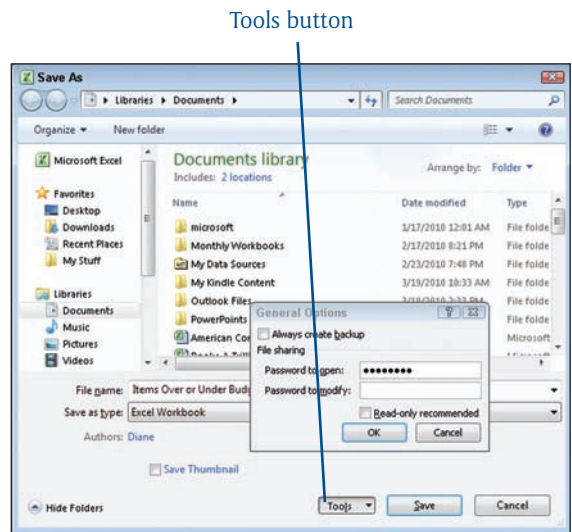 Tools button
Save As
Libraries Documents Search Documents
Organize New folder
Microsoft Excel
Favorites
Desktop
Downloads
Recent Places
My Stuff
Libraries
Documents
Music
Pictures
Videos
Documents library
Includes: 2 locations
Arrange by: Folder
Name Date modified Type
microsoft 1/17/2010 12:01 AM File folde
Monthly Workbooks 2/17/2010 8:21 PM File folde
My Data Sources 2/23/2010 7:48 PM File folde
My Kindle Content 3/19/2010 10:33 AM File folde
Outlook Files File folde
PowerPoints File folde
American Cor Microsoft
General Options
Always create backup
File sharing
Password to open: ••••••••
Password to modify:
Read-only recommended
OK Cancel
File name: Items Over or Under Budg
Save as type: Excel Workbook
Authors: Diane
Save Thumbnail
Hide Folders
Tools Save Cancel